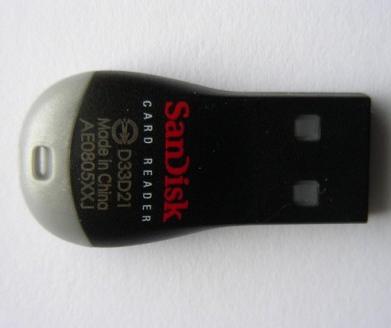 SanDisk
CARD READER
D33D21
Made in China
AE0805XXJ